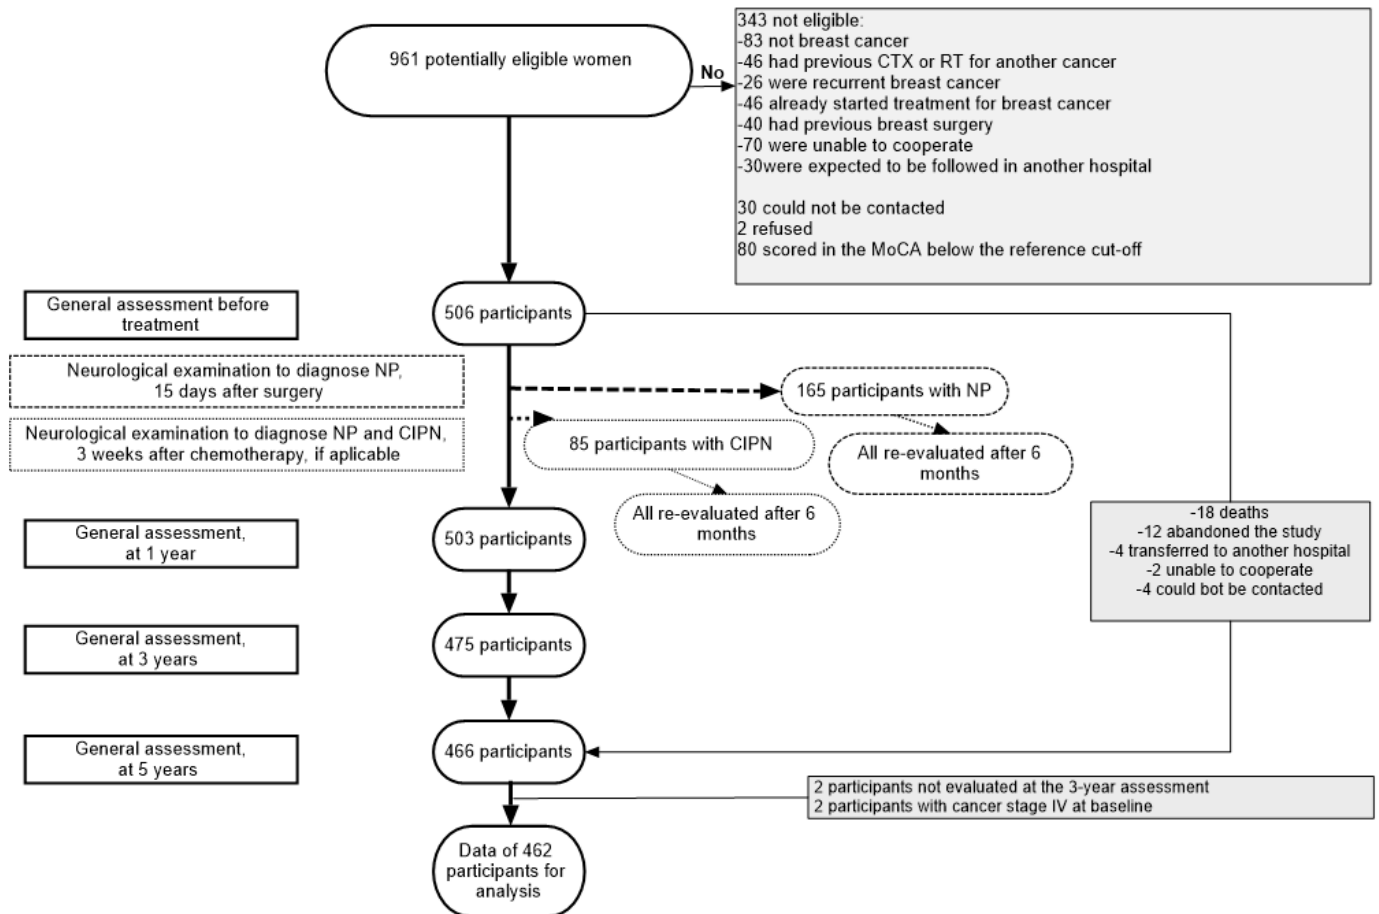 961 potentially eligible women
No
343 not eligible:
-83 not breast cancer
-46 had previous CTX or RT for another cancer
-26 were recurrent breast cancer
-46 already started treatment for breast cancer
-40 had previous breast surgery
-70 were unable to cooperate
-30were expected to be followed in another hospital
30 could not be contacted
2 refused
80 scored in the MoCA below the reference cut-off
General assessment before
treatment
506 participants
Neurological examination to diagnose NP,
15 days after surgery
165 participants with NP
Neurological examination to diagnose NP and CIPN,
3 weeks after chemotherapy, if aplicable
85 participants with CIPN
All re-evaluated after 6
months
All re-evaluated after 6
months
General assessment,
at 1 year
503 participants
-18 deaths
-12 abandoned the study
-4 transferred to another hospital
-2 unable to cooperate
-4 could bot be contacted
General assessment,
at 3 years
475 participants
General assessment,
at 5 years
466 participants
2 participants not evaluated at the 3-year assessment
2 participants with cancer stage IV at baseline
Data of 462
participants for
analysis